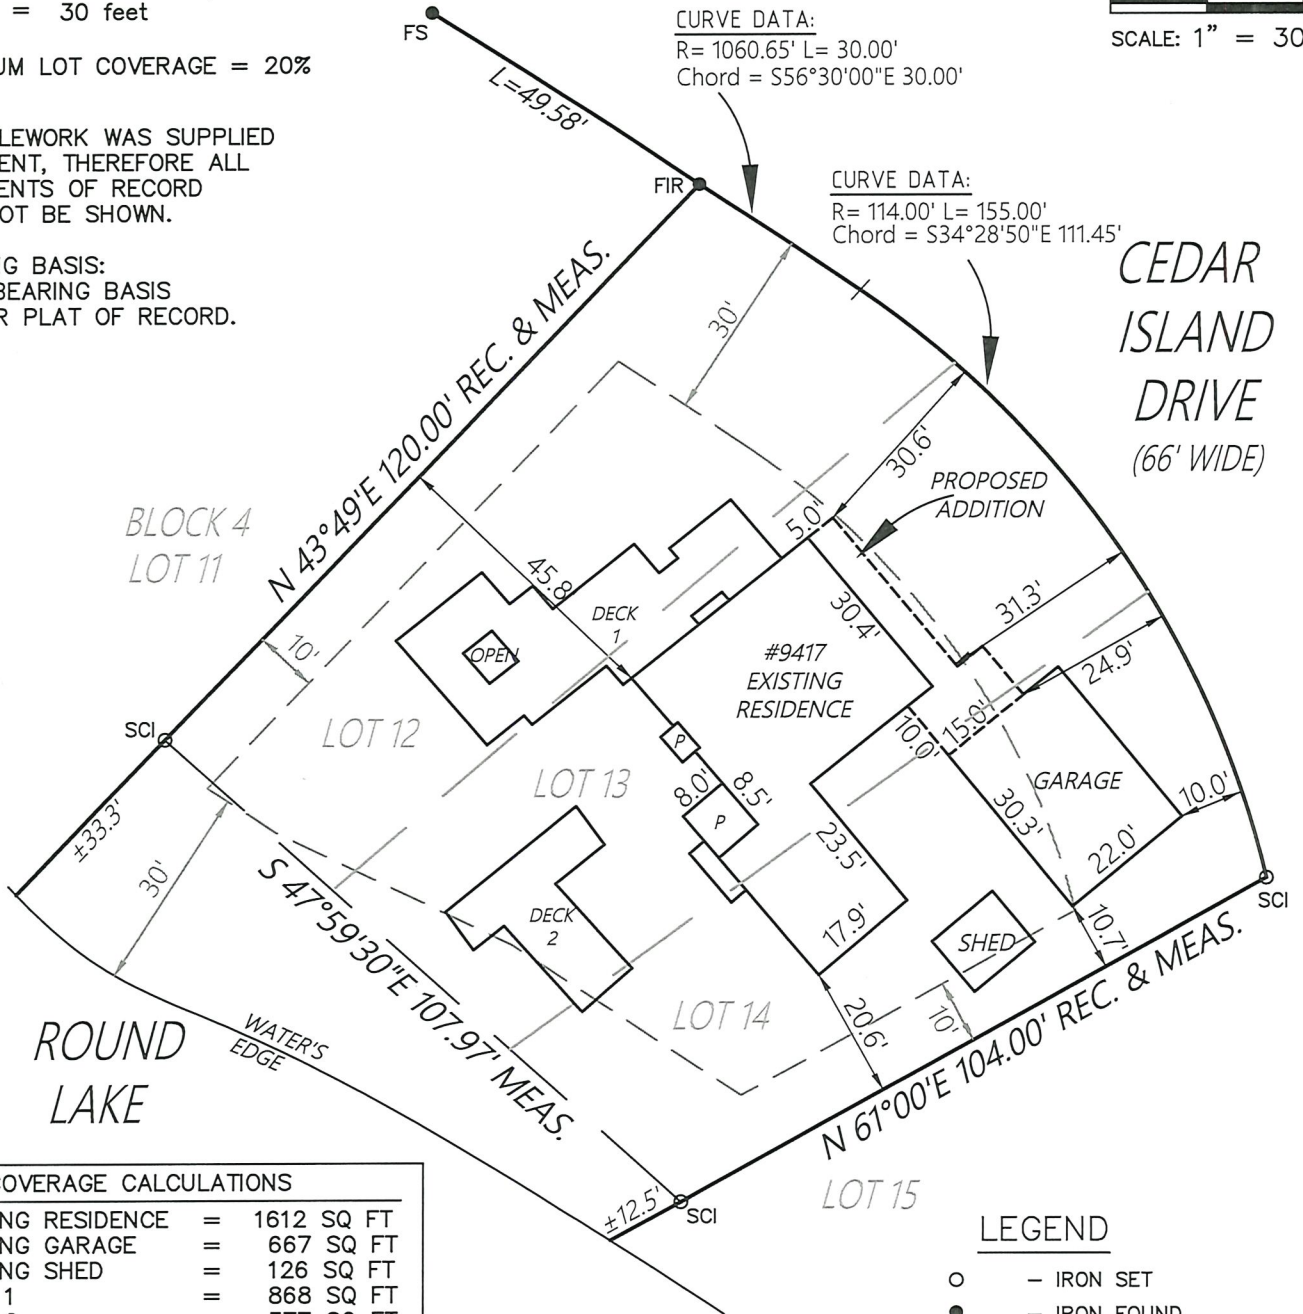 = 30 feet
UM LOT COVERAGE = 20%
LEWORK WAS SUPPLIED
ENT, THEREFORE ALL
ENTS OF RECORD
OT BE SHOWN.
G BASIS:
BEARING BASIS
R PLAT OF RECORD.
FS
L=49.58'
CURVE DATA:
R= 1060.65' L= 30.00'
Chord = S56°30'00"E 30.00'
SCALE: 1" = 30
FIR
CURVE DATA:
R= 114.00' L= 155.00'
Chord = S34°28'50"E 111.45'
CEDAR
ISLAND
DRIVE
(66' WIDE)
N 43°49'E 120.00' REC. & MEAS.
30'
30.6'
PROPOSED
ADDITION
5.0'
BLOCK 4
LOT 11
45.8
DECK
1
OPEN
30.4'
31.3'
#9417
EXISTING
RESIDENCE
24.9'
10'
SCI
LOT 12
P
15.0'
10.0'
LOT 13
8.0'
8.5'
P
GARAGE
10.0'
30.3'
22.0'
±33.3'
30'
23.5'
S 47°59'30"E 107.97' MEAS.
DECK
2
17.9'
SHED
10.7'
SCI
LOT 14
20.6'
10'
N 61°00'E 104.00' REC. & MEAS.
ROUND
LAKE
WATER'S
EDGE
±12.5'
SCI
LOT 15
COVERAGE CALCULATIONS
NG RESIDENCE = 1612 SQ FT
NG GARAGE = 667 SQ FT
NG SHED = 126 SQ FT
1 = 868 SQ FT
LEGEND
– IRON SET
– IRON FOUND